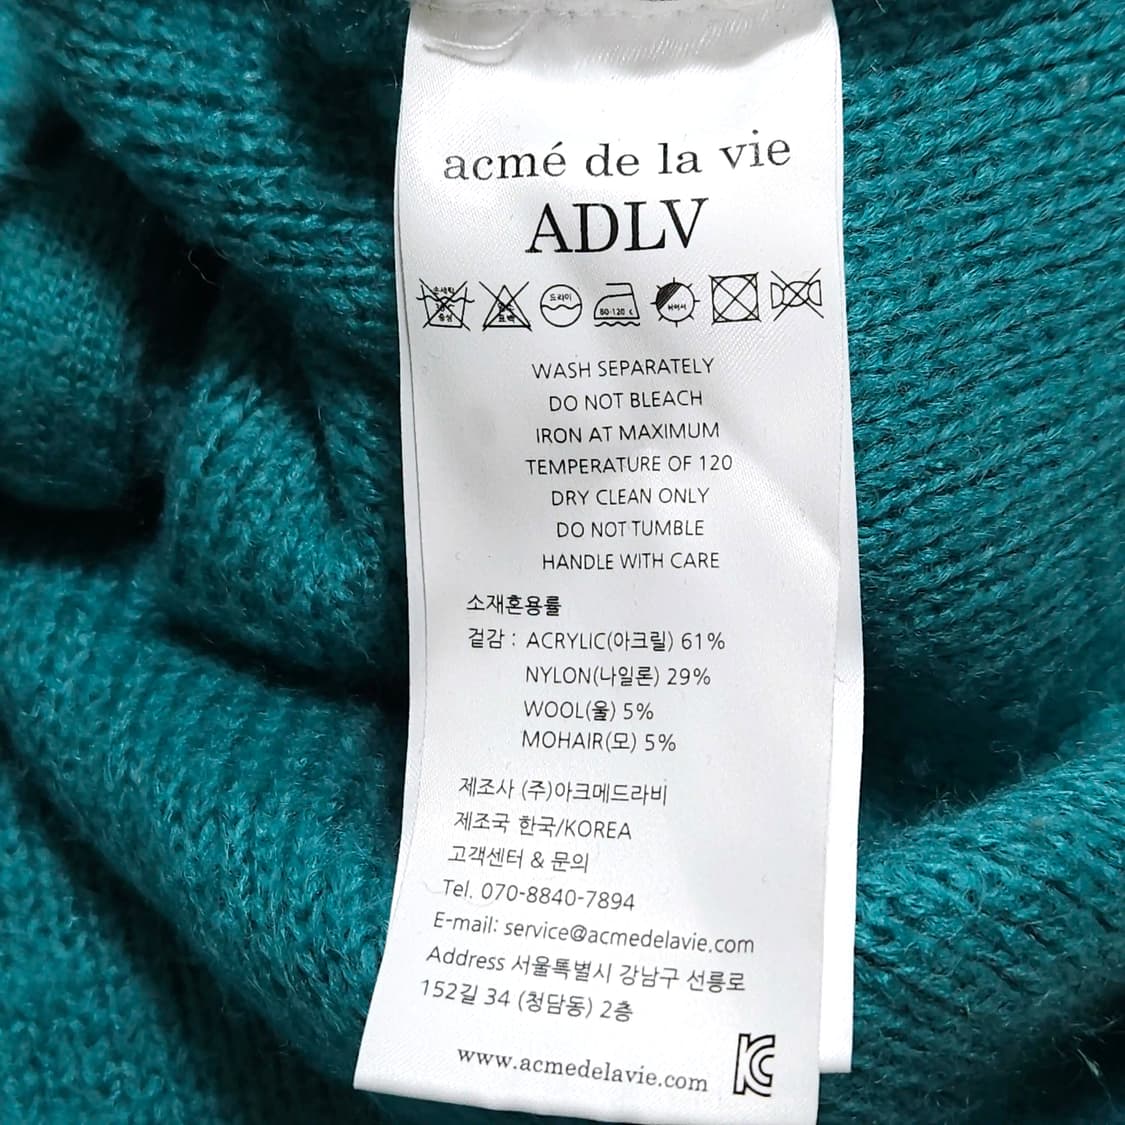 acmé de la vie
ADLV
드라이
80-120 c
WASH SEPARATELY
DO NOT BLEACH
IRON AT MAXIMUM
TEMPERATURE OF 120
DRY CLEAN ONLY
DO NOT TUMBLE
HANDLE WITH CARE
소재혼용률
겉감 : ACRYLIC(아크릴) 61%
NYLON(나일론) 29%
WOOL(울) 5%
MOHAIR(모) 5%
제조사 (주)아크메드라비
제조국 한국/KOREA
고객센터 & 문의
Tel. 070-8840-7894
E-mail: service@acmedelavie.com
Address 서울특별시 강남구 선릉로
152길 34 (청담동) 2층
www.acmedelavie.com